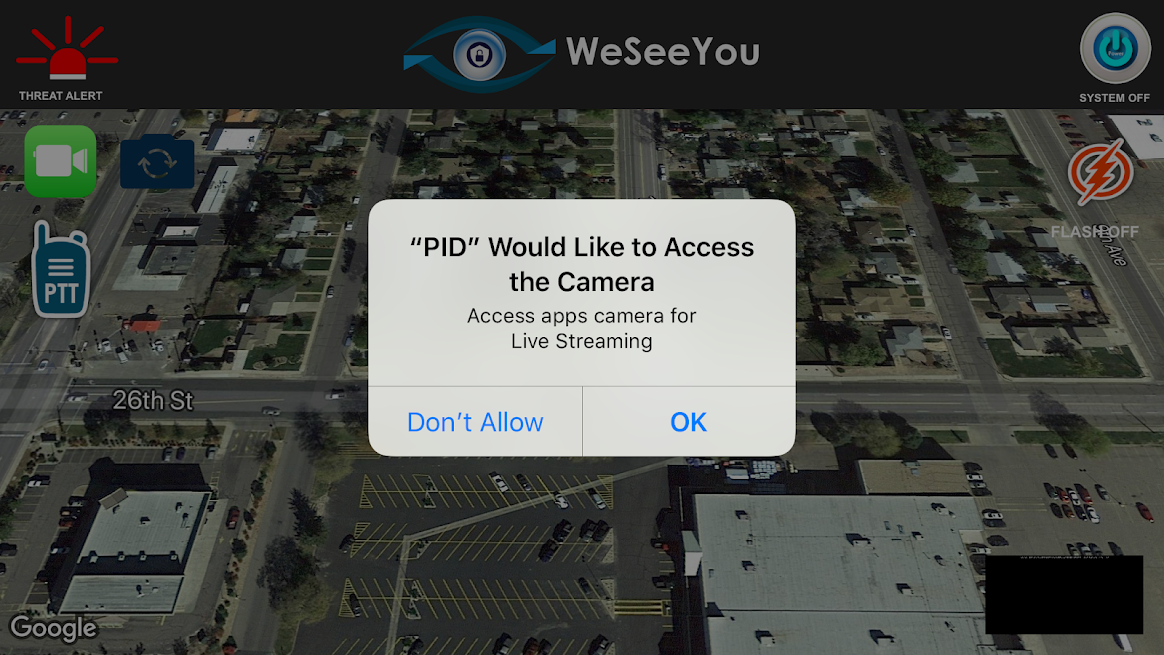 WeSeeYou
THREAT ALERT
Power
SYSTEM OFF
PTT
FLASH OFF
“PID” Would Like to Access
the Camera
Access apps camera for
Live Streaming
Don’t Allow
OK
26th St
Google